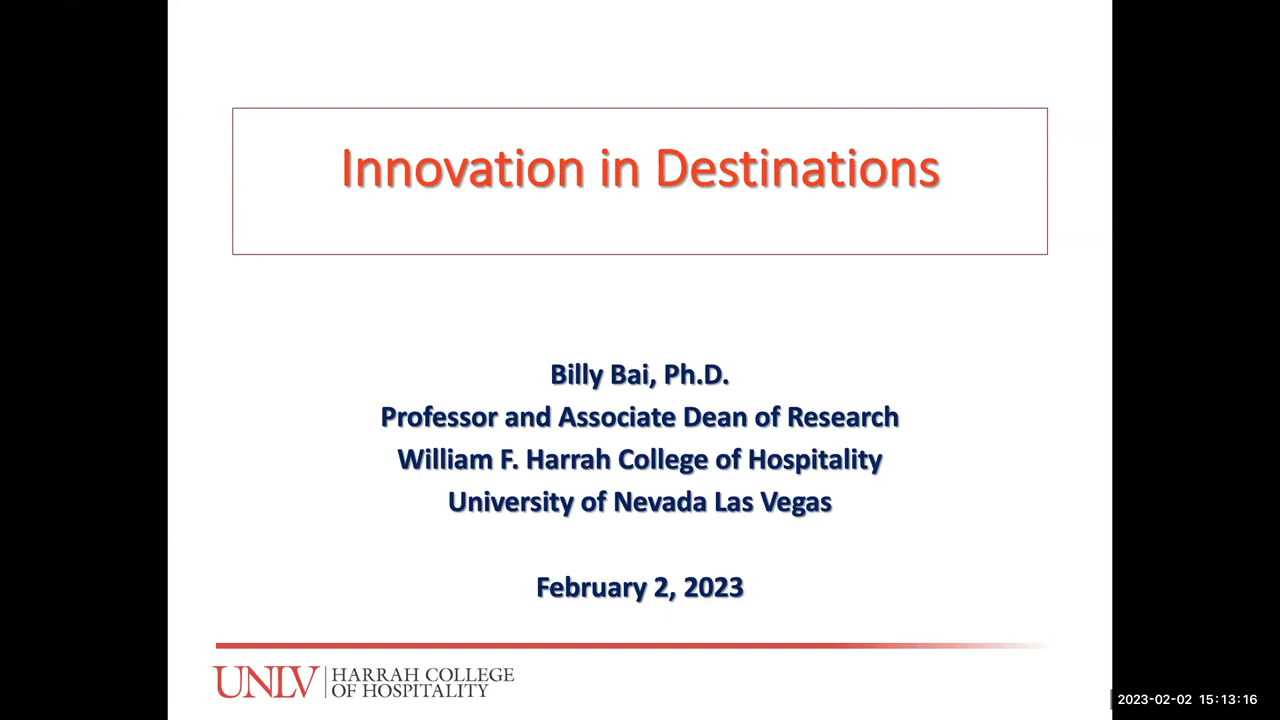 Innovation in Destinations
Billy Bai, Ph.D.
Professor and Associate Dean of Research
William F. Harrah College of Hospitality
University of Nevada Las Vegas
February 2, 2023
UNLV
HARRAH COLLEGE
OF HOSPITALITY
2023-02-02 15:13:16